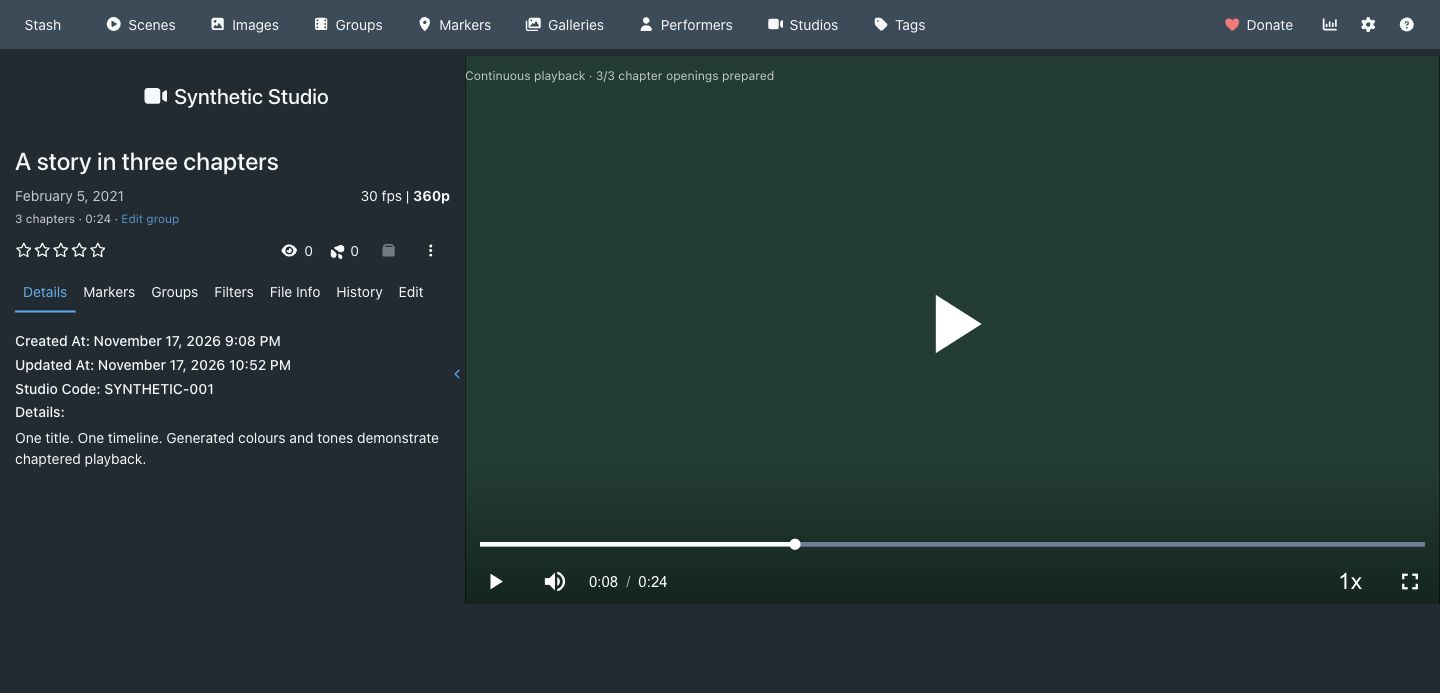 Stash Scenes Images Groups Markers Galleries Performers Studios Tags Donate
Synthetic Studio
A story in three chapters
February 5, 2021 30 fps | 360p
3 chapters · 0:24 · Edit group
0 0
Details Markers Groups Filters File Info History Edit
Created At: November 17, 2026 9:08 PM
Updated At: November 17, 2026 10:52 PM
Studio Code: SYNTHETIC-001
Details:
One title. One timeline. Generated colours and tones demonstrate
chaptered playback.
Continuous playback · 3/3 chapter openings prepared
0:08 / 0:24 1x